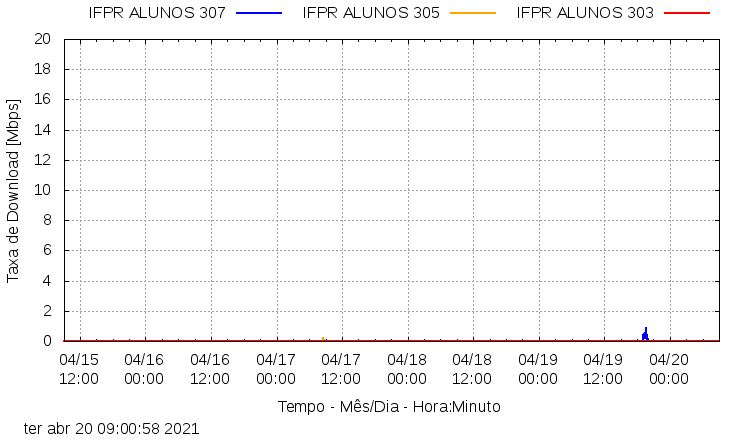 IFPR ALUNOS 307 IFPR ALUNOS 305 IFPR ALUNOS 303
Taxa de Download [Mbps]
20
18
16
14
12
10
8
6
4
2
0
04/15 04/16 04/16 04/17 04/17 04/18 04/18 04/19 04/19 04/20
12:00 00:00 12:00 00:00 12:00 00:00 12:00 00:00 12:00 00:00
Tempo - Mês/Dia - Hora:Minuto
ter abr 20 09:00:58 2021